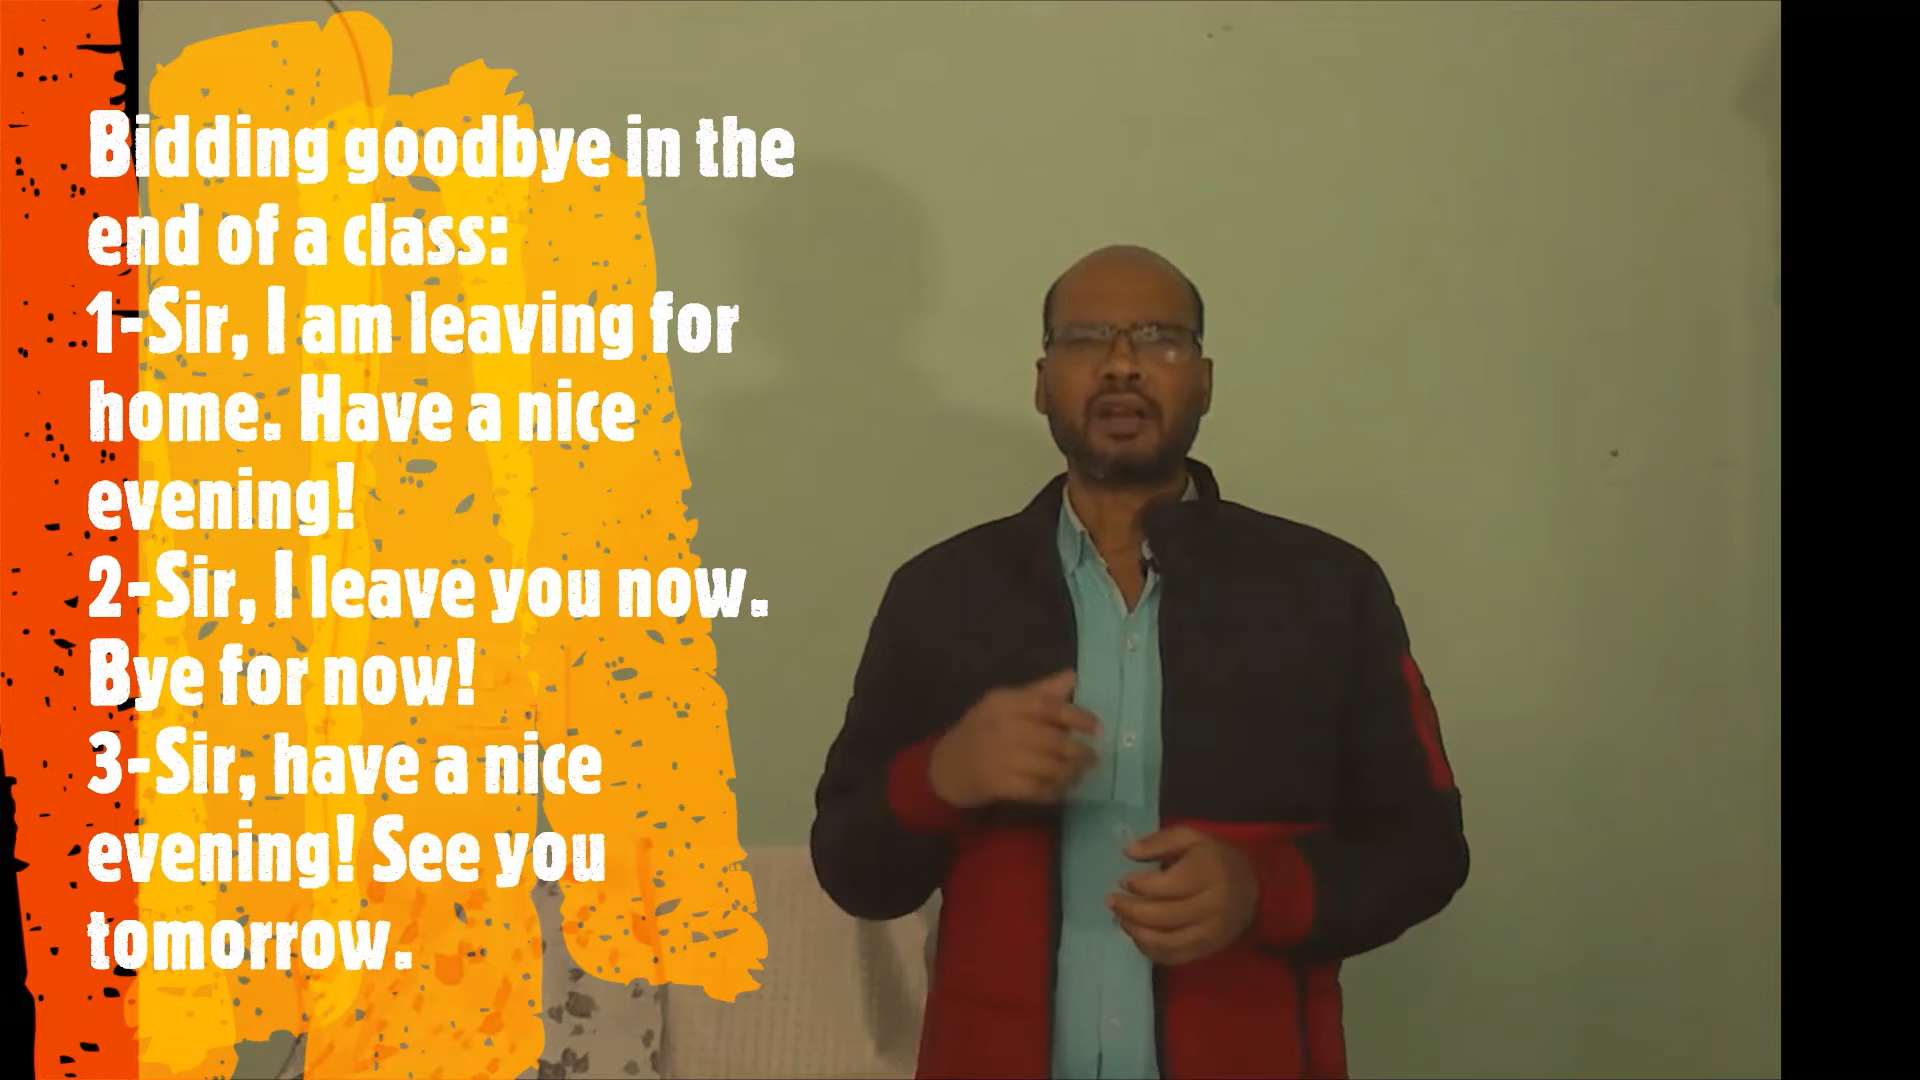 Bidding goodbye in the
end of a class:
1-Sir, I am leaving for
home. Have a nice
evening!
2-Sir, I leave you now.
Bye for now!
3-Sir, have a nice
evening! See you
tomorrow.